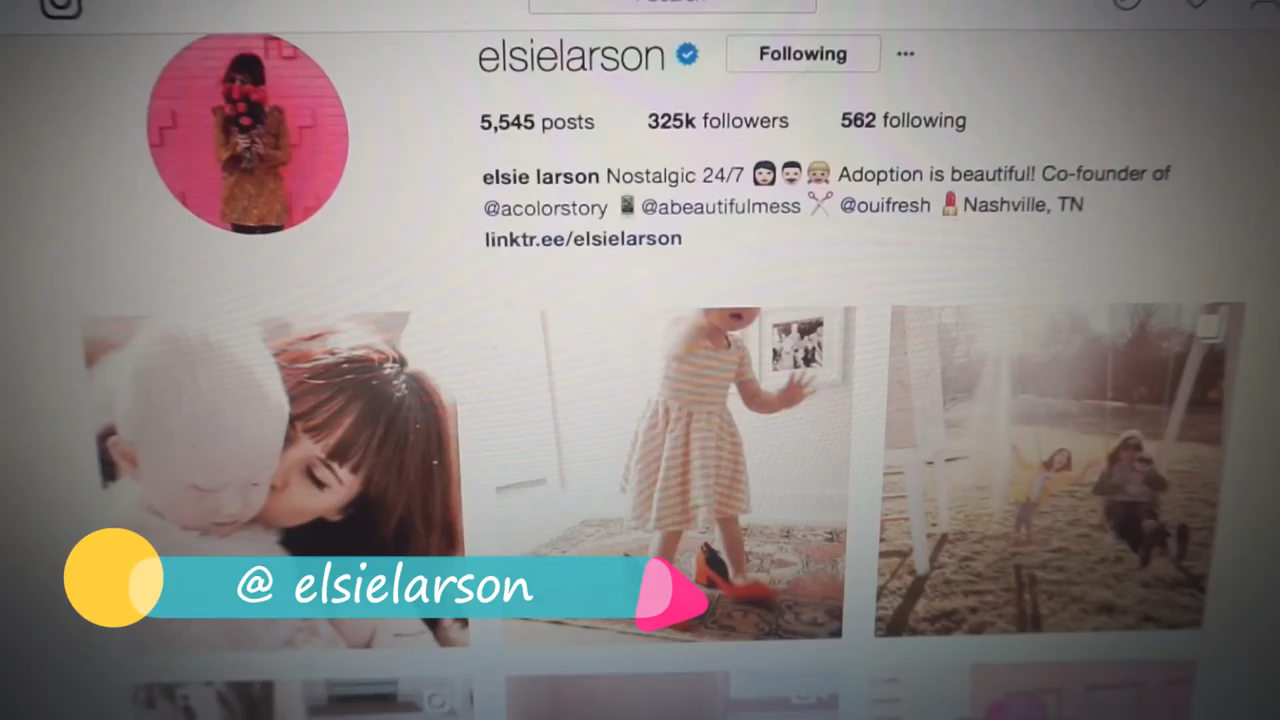 elsielarson Following ...
5,545 posts 325k followers 562 following
elsie larson Nostalgic 24/7 👩🏻👨🏻👧🏼 Adoption is beautiful! Co-founder of
@acolorstory 📱 @abeautifulmess ✂️ @ouifresh 💄 Nashville, TN
linktr.ee/elsielarson
@ elsielarson